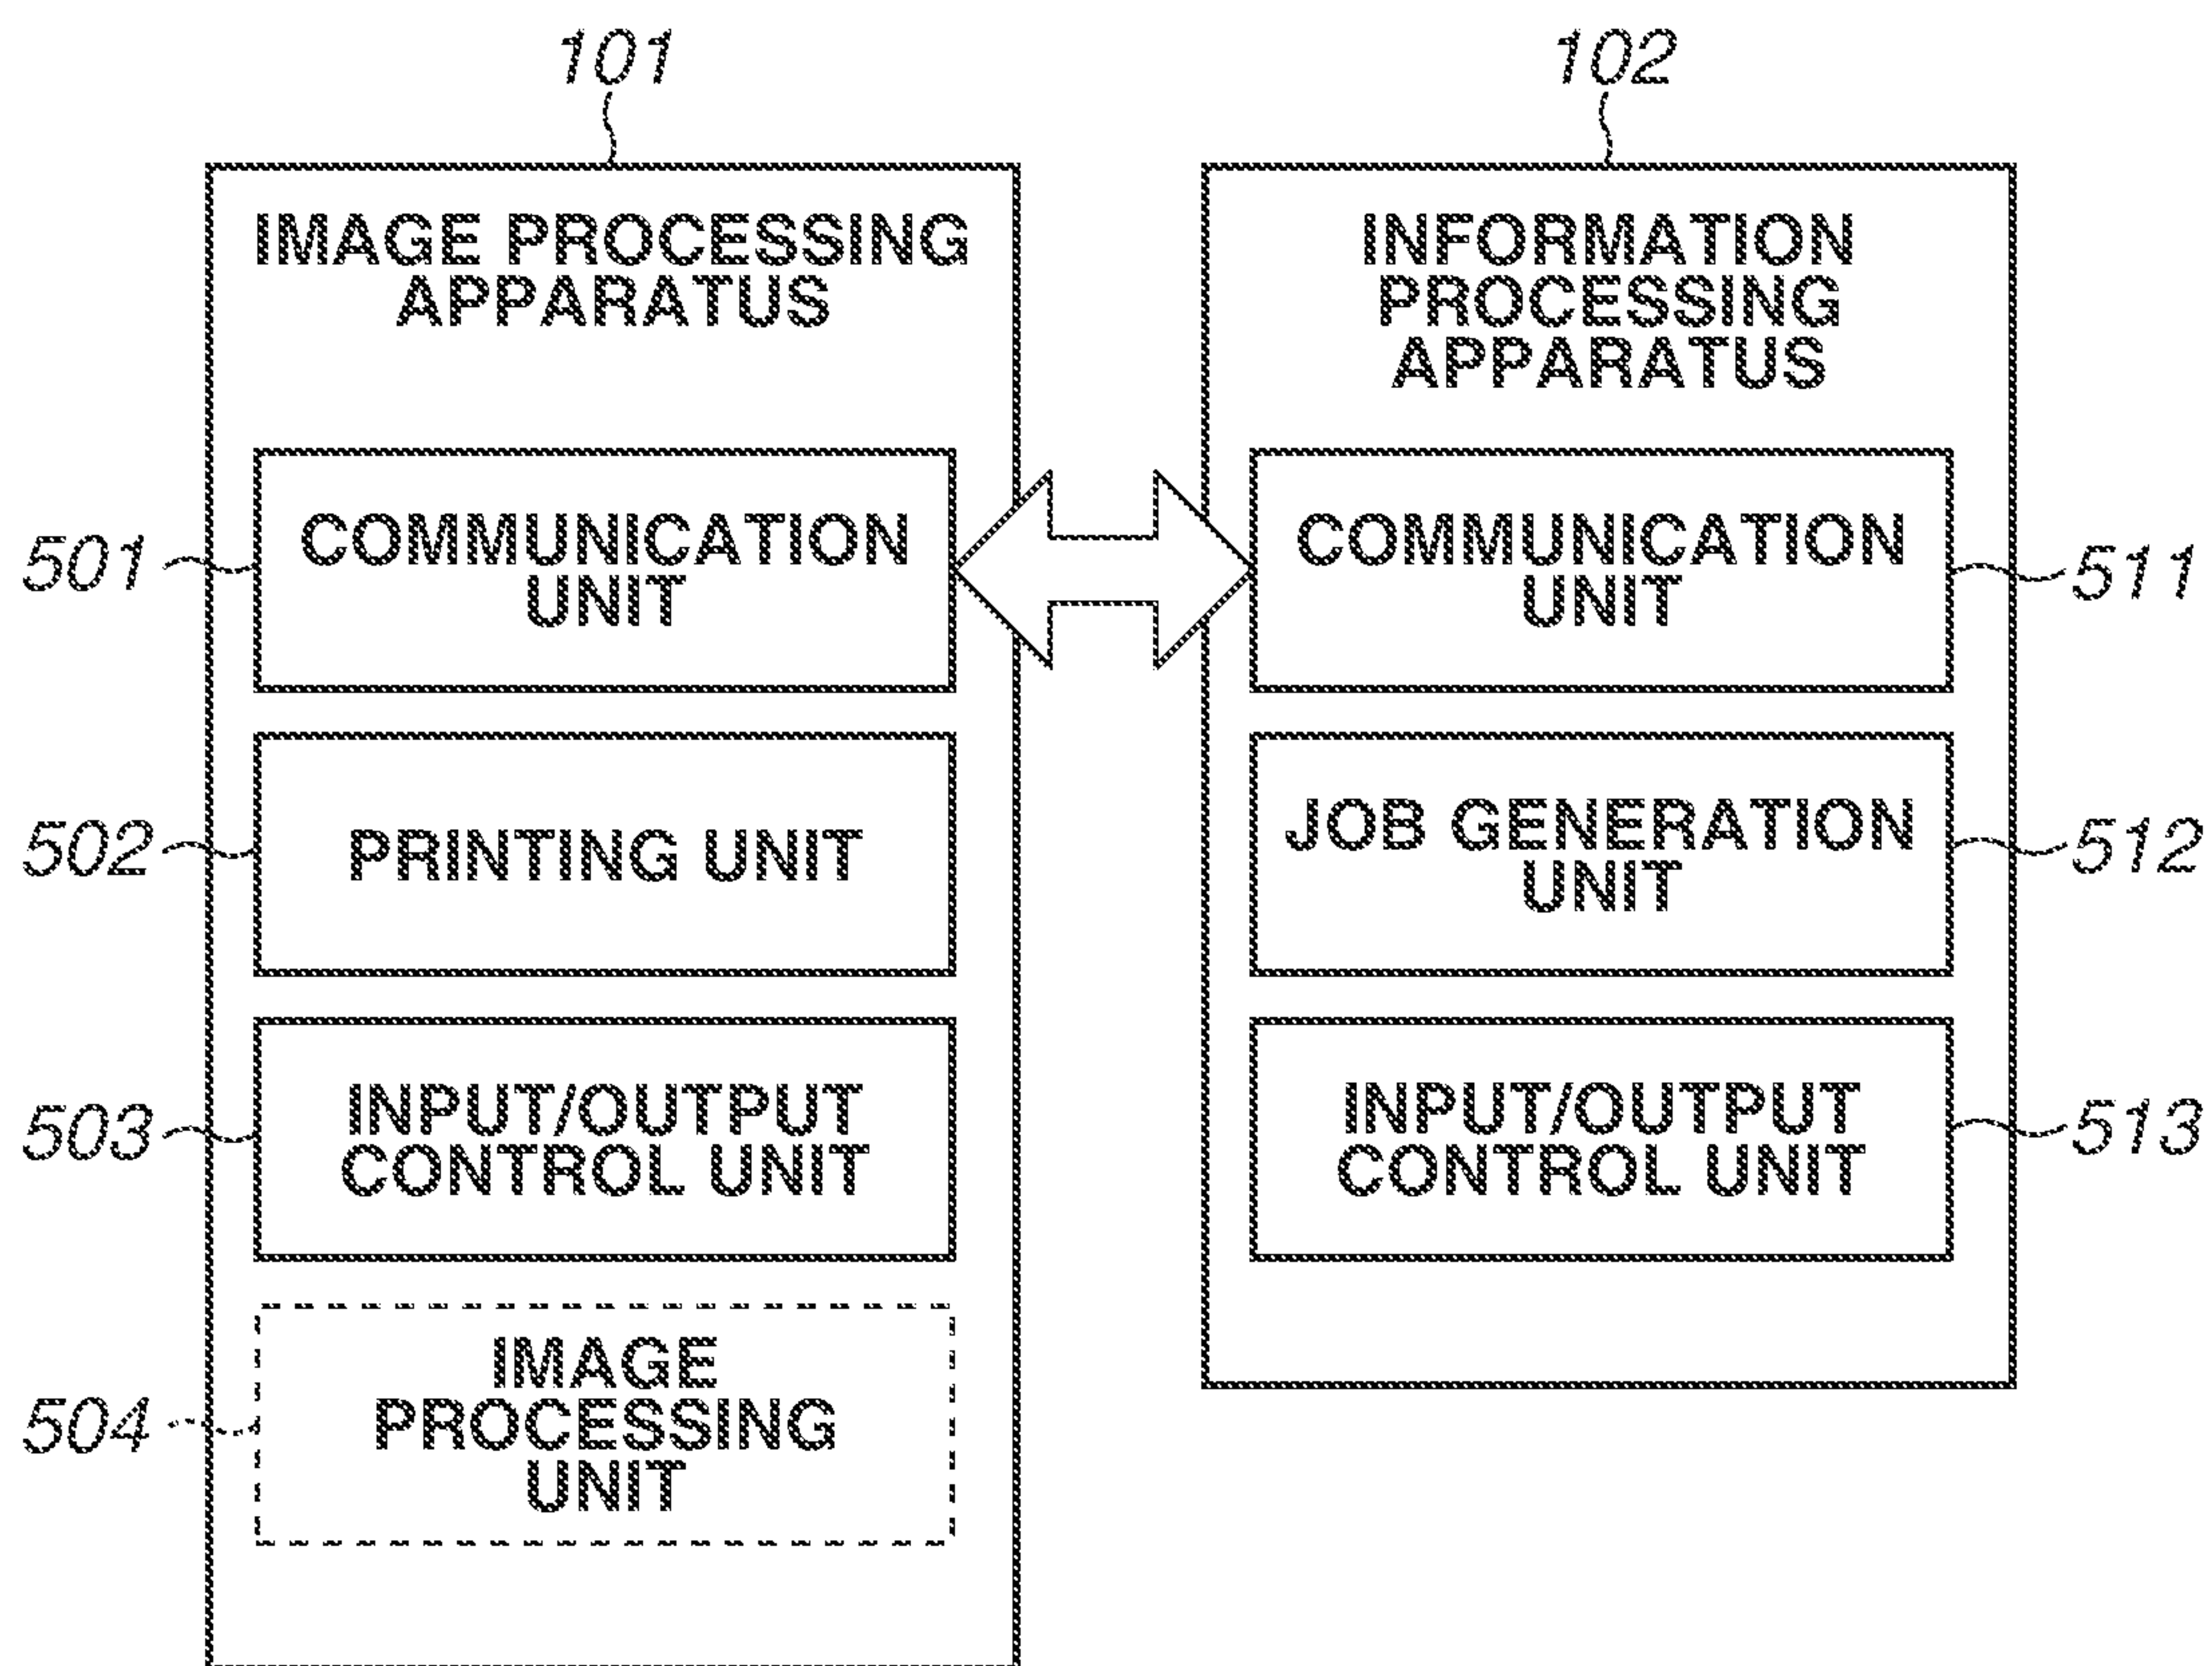 101
IMAGE PROCESSING
APPARATUS
501
COMMUNICATION
UNIT
502
PRINTING UNIT
503
INPUT/OUTPUT
CONTROL UNIT
504
IMAGE
PROCESSING
UNIT
102
INFORMATION
PROCESSING
APPARATUS
COMMUNICATION
UNIT
511
JOB GENERATION
UNIT
512
INPUT/OUTPUT
CONTROL UNIT
513